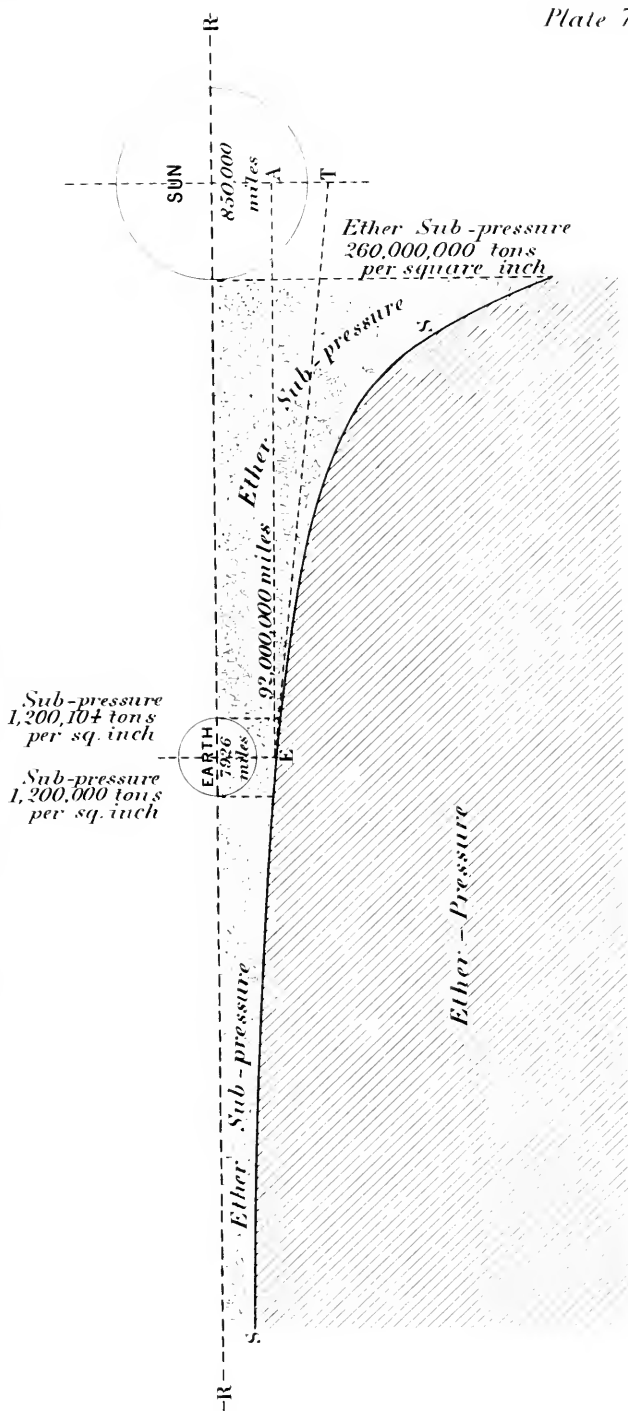 Plate 7
R
SUN
850,000
miles
A
T
Ether Sub-pressure
260,000,000 tons
per square inch
S.
Ether Sub-pressure
92,000,000 miles
Sub-pressure
1,200,104 tons
per sq. inch
EARTH
7926
miles
E
Sub-pressure
1,200,000 tons
per sq. inch
Ether-Pressure
Ether Sub-pressure
S.
R